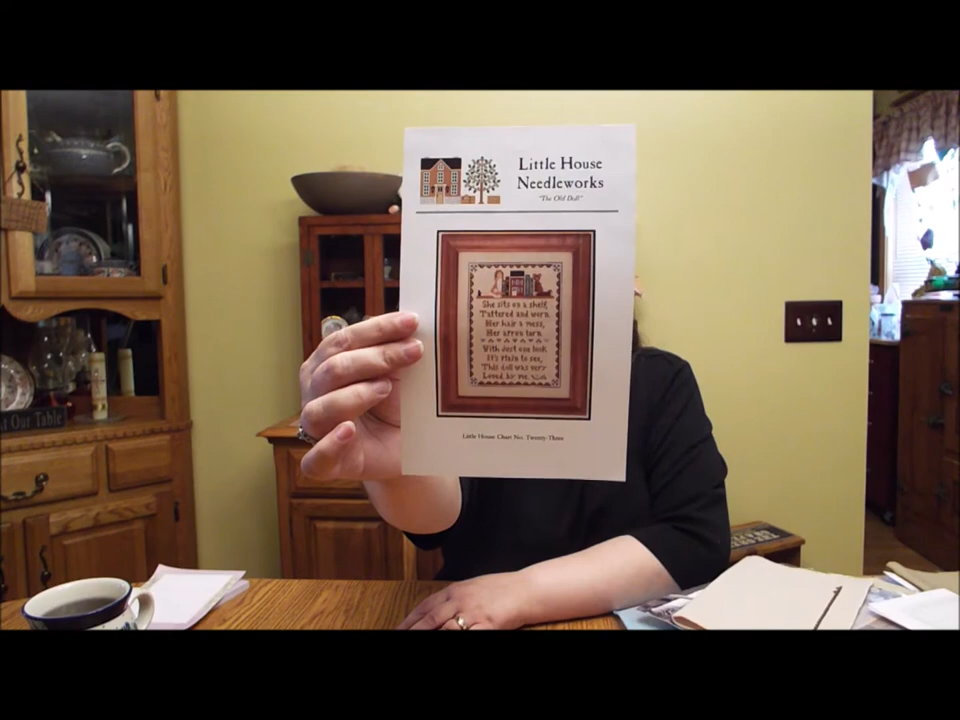 Little House
Needleworks
"The Old Doll"
She sits on a shelf,
Tattered and worn.
Her hair a mess,
Her apron torn.
With just one look
It's plain to see,
This doll was very
Loved by me.
Little House Chart No. Twenty-Three
At Our Table